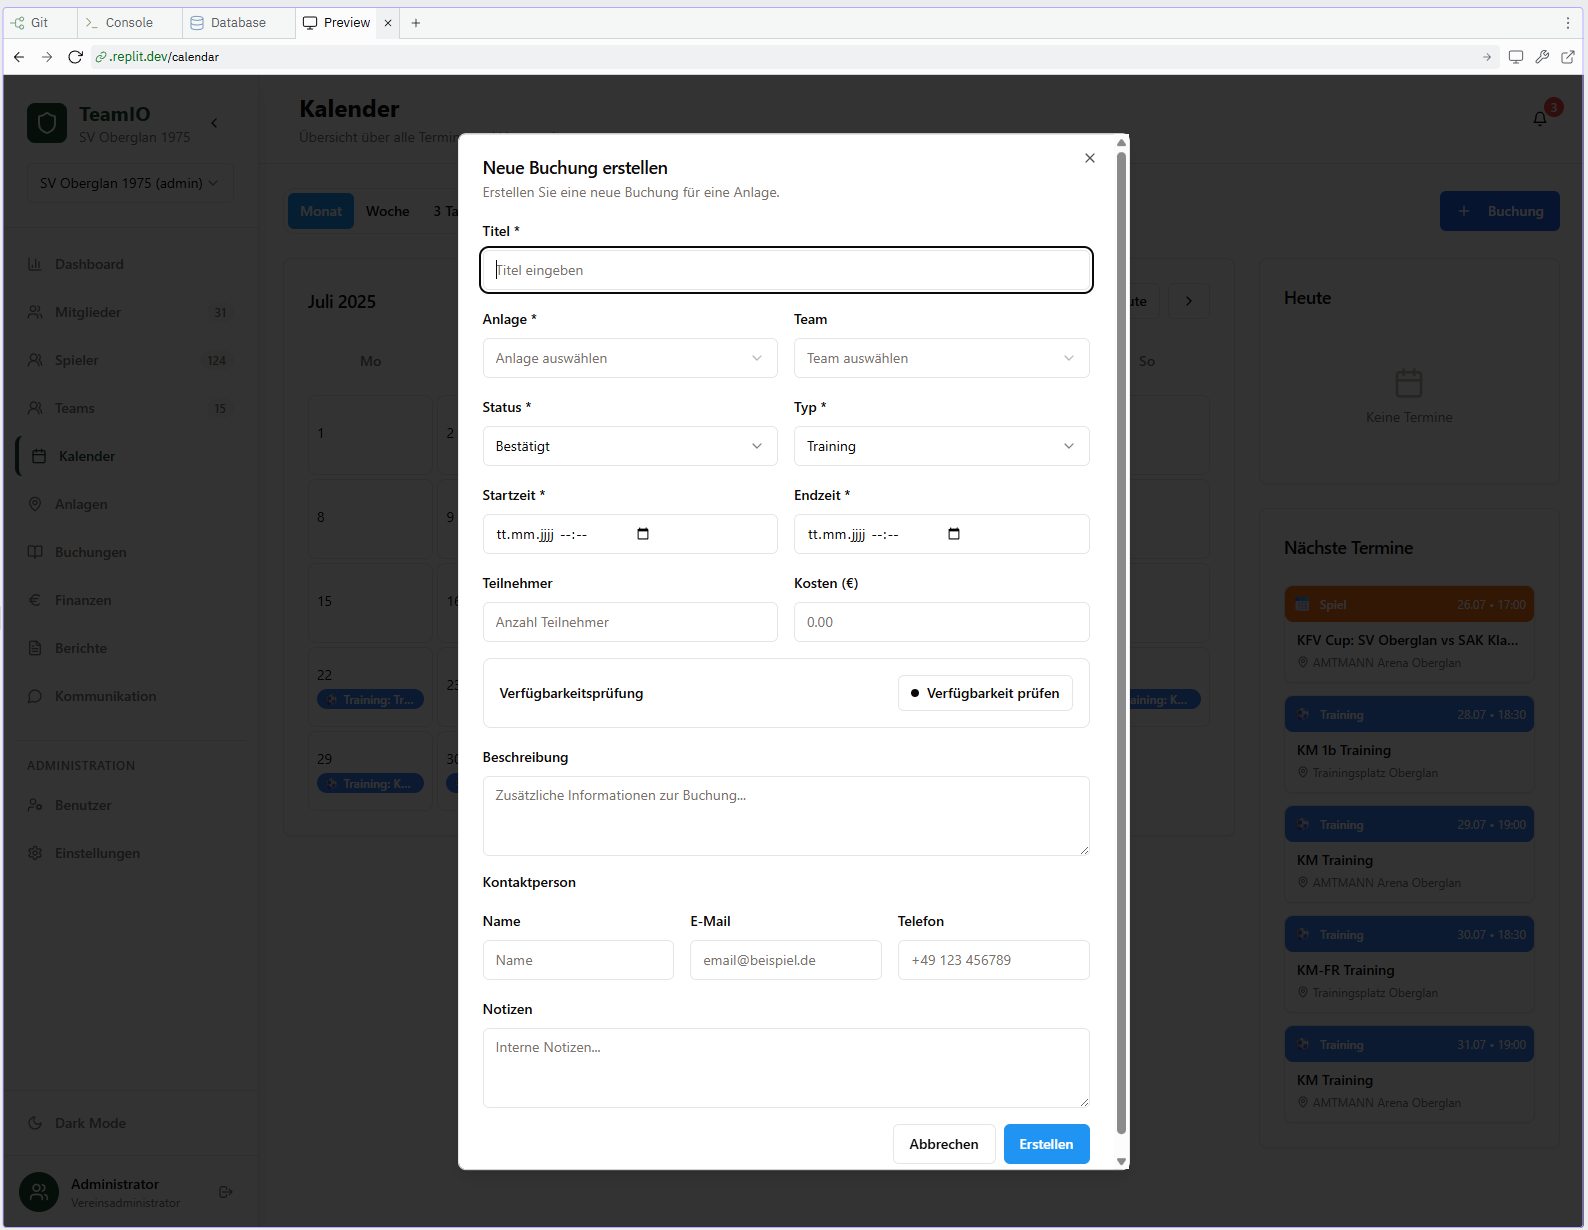 Git
Console
Database
Preview
.replit.dev/calendar
TeamIO
SV Oberglan 1975
SV Oberglan 1975 (admin)
Dashboard
Mitglieder 31
Spieler 124
Teams 15
Kalender
Anlagen
Buchungen
Finanzen
Berichte
Kommunikation
ADMINISTRATION
Benutzer
Einstellungen
Dark Mode
Administrator
Vereinsadministrator
Kalender
Übersicht über alle Termin
3
Monat Woche 3 Ta
Buchung
Juli 2025
ute
Mo
So
1
2
8
9
15
16
22
23
Training: Tr...
aining: K...
29
30
Training: K...
Neue Buchung erstellen
Erstellen Sie eine neue Buchung für eine Anlage.
Titel *
Titel eingeben
Anlage * Team
Anlage auswählen Team auswählen
Status * Typ *
Bestätigt Training
Startzeit * Endzeit *
tt.mm.jjjj --:-- tt.mm.jjjj --:--
Teilnehmer Kosten (€)
Anzahl Teilnehmer 0.00
Verfügbarkeitsprüfung Verfügbarkeit prüfen
Beschreibung
Zusätzliche Informationen zur Buchung...
Kontaktperson
Name E-Mail Telefon
Name email@beispiel.de +49 123 456789
Notizen
Interne Notizen...
Abbrechen Erstellen
Heute
Keine Termine
Nächste Termine
Spiel 26.07 • 17:00
KFV Cup: SV Oberglan vs SAK Kla...
AMTMANN Arena Oberglan
Training 28.07 • 18:30
KM 1b Training
Trainingsplatz Oberglan
Training 29.07 • 19:00
KM Training
AMTMANN Arena Oberglan
Training 30.07 • 18:30
KM-FR Training
Trainingsplatz Oberglan
Training 31.07 • 19:00
KM Training
AMTMANN Arena Oberglan